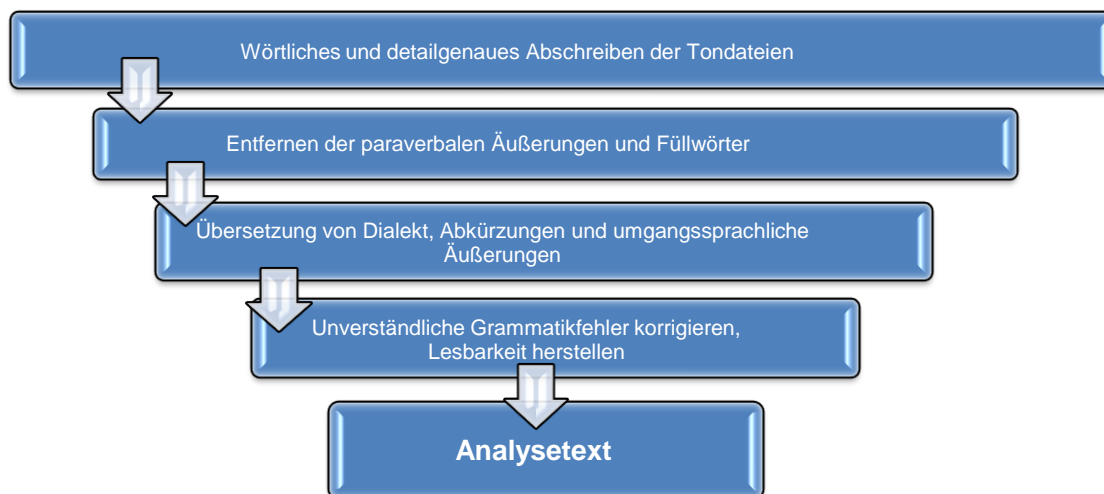 Wörtliches und detailgenaues Abschreiben der Tondateien
Entfernen der paraverbalen Äußerungen und Füllwörter
Übersetzung von Dialekt, Abkürzungen und umgangssprachliche
Äußerungen
Unverständliche Grammatikfehler korrigieren,
Lesbarkeit herstellen
Analysetext